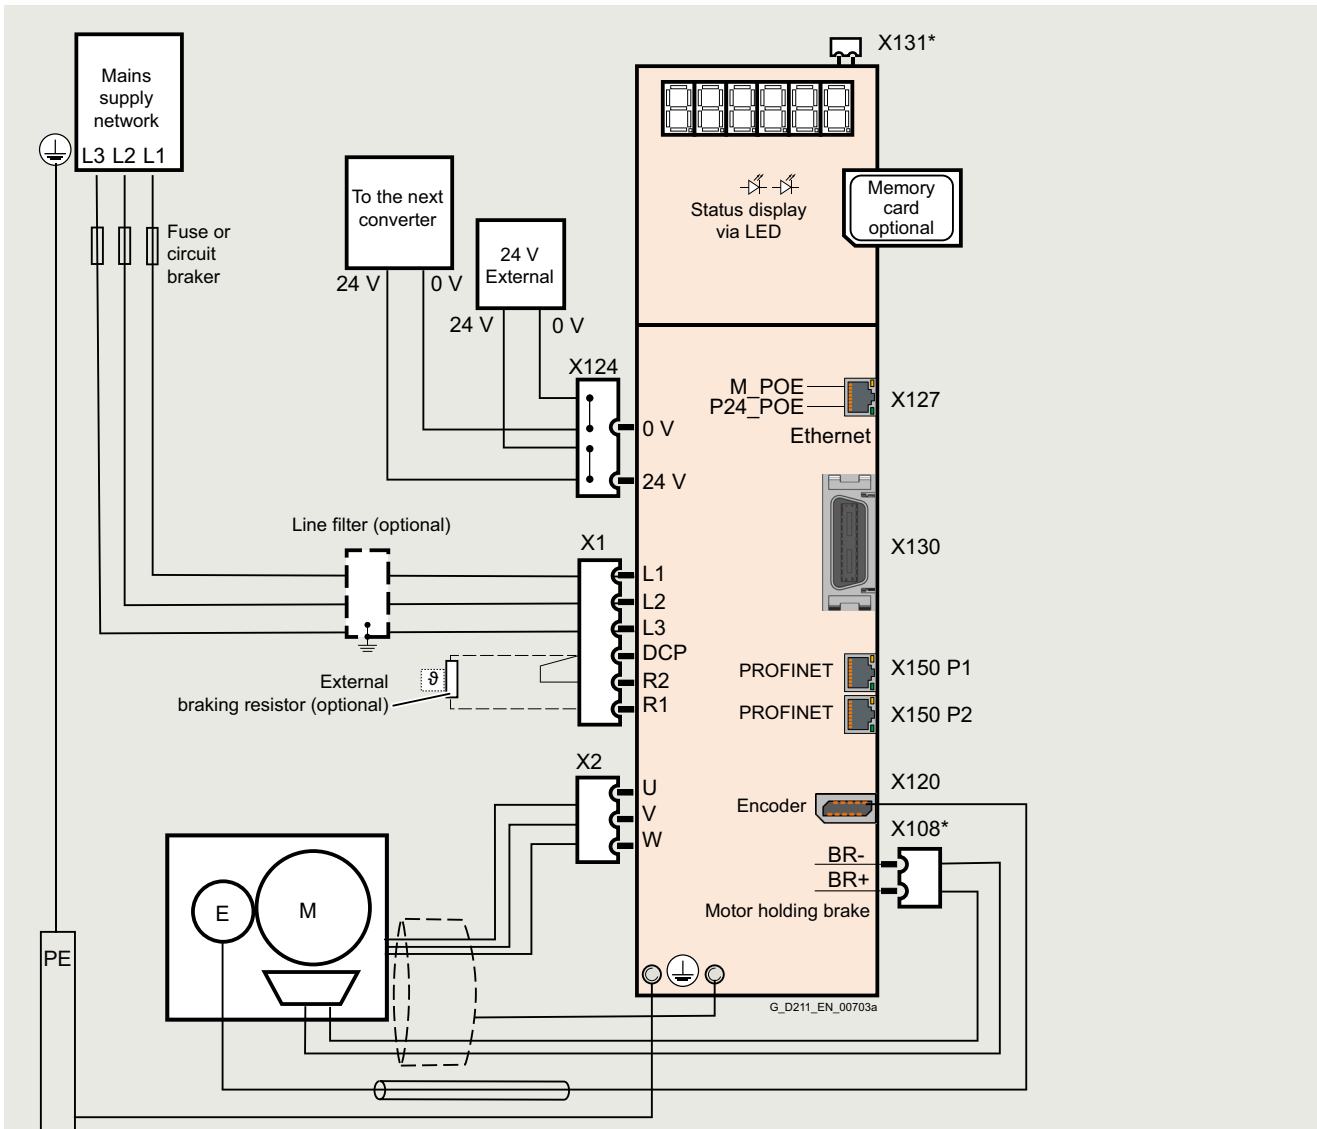 X131*
Mains
supply
network
L3 L2 L1
Fuse or
circuit
braker
To the next
converter
24 V
0 V
24 V
External
24 V
0 V
Status display
via LED
Memory
card
optional
X124
0 V
24 V
M_POE
P24_POE
X127
Ethernet
X130
Line filter (optional)
X1
L1
L2
L3
DCP
R2
R1
ϑ
External
braking resistor (optional)
PROFINET
X150 P1
PROFINET
X150 P2
X2
U
V
W
X120
Encoder
X108*
BR-
BR+
Motor holding brake
E
M
PE
G_D211_EN_00703a